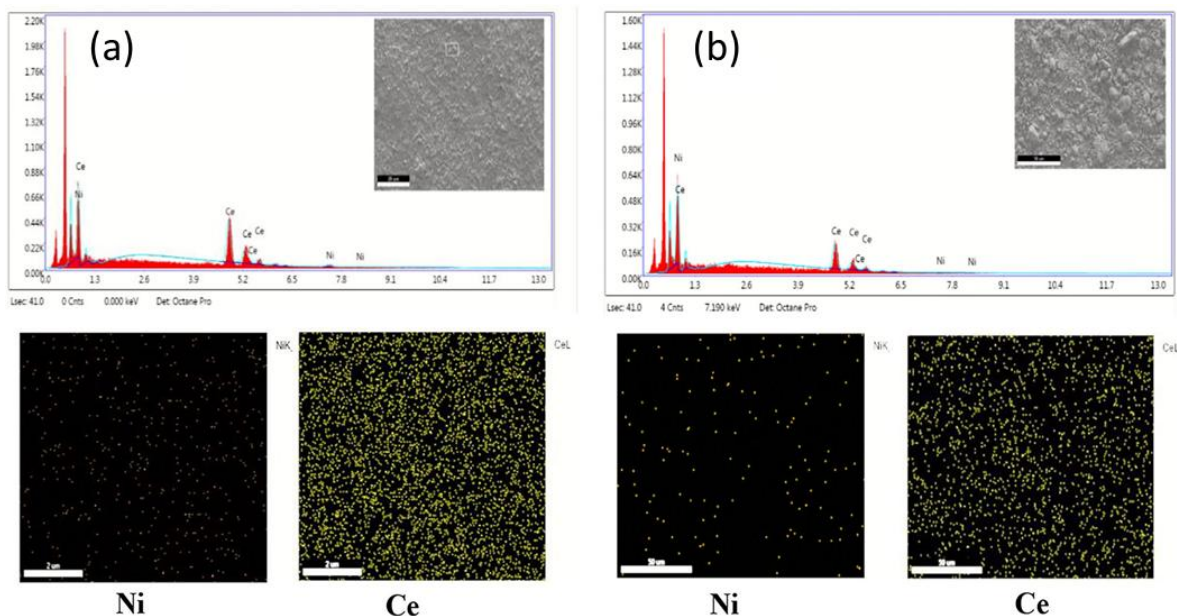 (a)
2.20K
1.98K
1.76K
1.54K
1.32K
1.10K
0.88K
0.66K
0.44K
0.22K
0.00K
0.0 1.3 2.6 3.9 5.2 6.5 7.8 9.1 10.4 11.7 13.0
Ce
Ni
Ce
Ce
Ce
Ni
Ni
Lsec: 41.0 0 Cnts 0.000 keV Det: Octane Pro
(b)
1.60K
1.44K
1.28K
1.12K
0.96K
0.80K
0.64K
0.48K
0.32K
0.16K
0.00K
0.0 1.3 2.6 3.9 5.2 6.5 7.8 9.1 10.4 11.7 13.0
Ni
Ce
Ce
Ce
Ce
Ce
Ni
Ni
Lsec: 41.0 4 Cnts 7.190 keV Det: Octane Pro
NiK
CeL
NiK
CeL
2 um
2 um
50 um
50 um
Ni
Ce
Ni
Ce